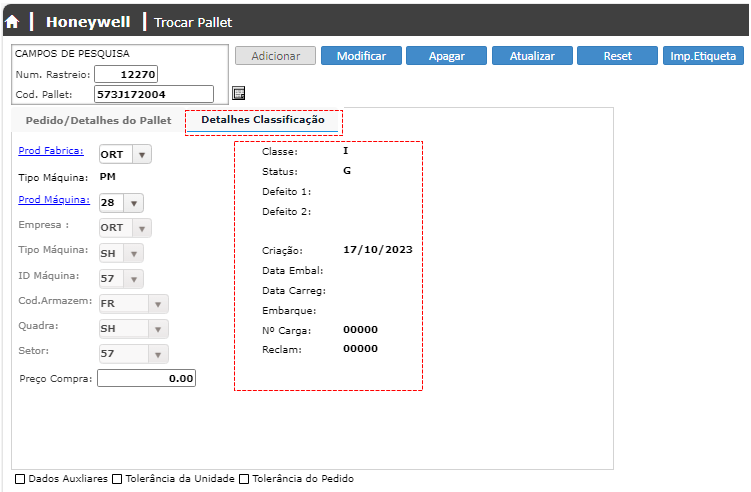 Honeywell Trocar Pallet
CAMPOS DE PESQUISA
Num. Rastreio: 12270
Cod. Pallet: 573J172004
Adicionar Modificar Apagar Atualizar Reset Imp.Etiqueta
Pedido/Detalhes do Pallet Detalhes Classificação
Prod Fabrica: ORT
Tipo Máquina: PM
Prod Máquina: 28
Empresa : ORT
Tipo Máquina: SH
ID Máquina: 57
Cod.Armazem: FR
Quadra: SH
Setor: 57
Preço Compra: 0.00
Classe: I
Status: G
Defeito 1:
Defeito 2:
Criação: 17/10/2023
Data Embal:
Data Carreg:
Embarque:
Nº Carga: 00000
Reclam: 00000
Dados Auxliares Tolerância da Unidade Tolerância do Pedido